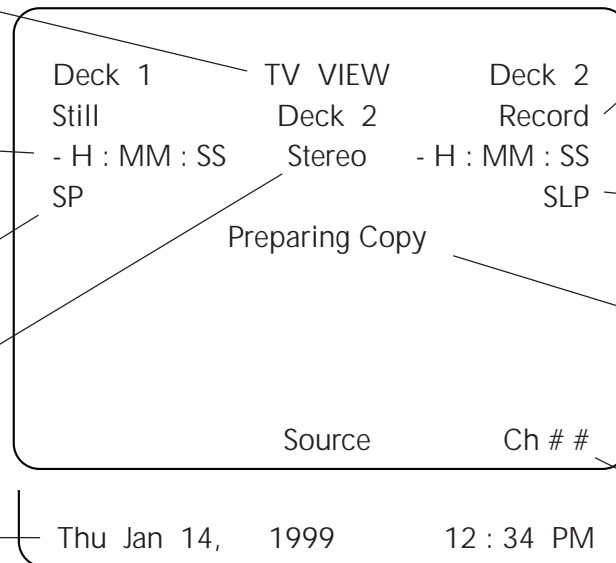 Deck 1 TV VIEW Deck 2
Still Deck 2 Record
- H : MM : SS Stereo - H : MM : SS
SP SLP
Preparing Copy
Source Ch # #
Thu Jan 14, 1999 12 : 34 PM